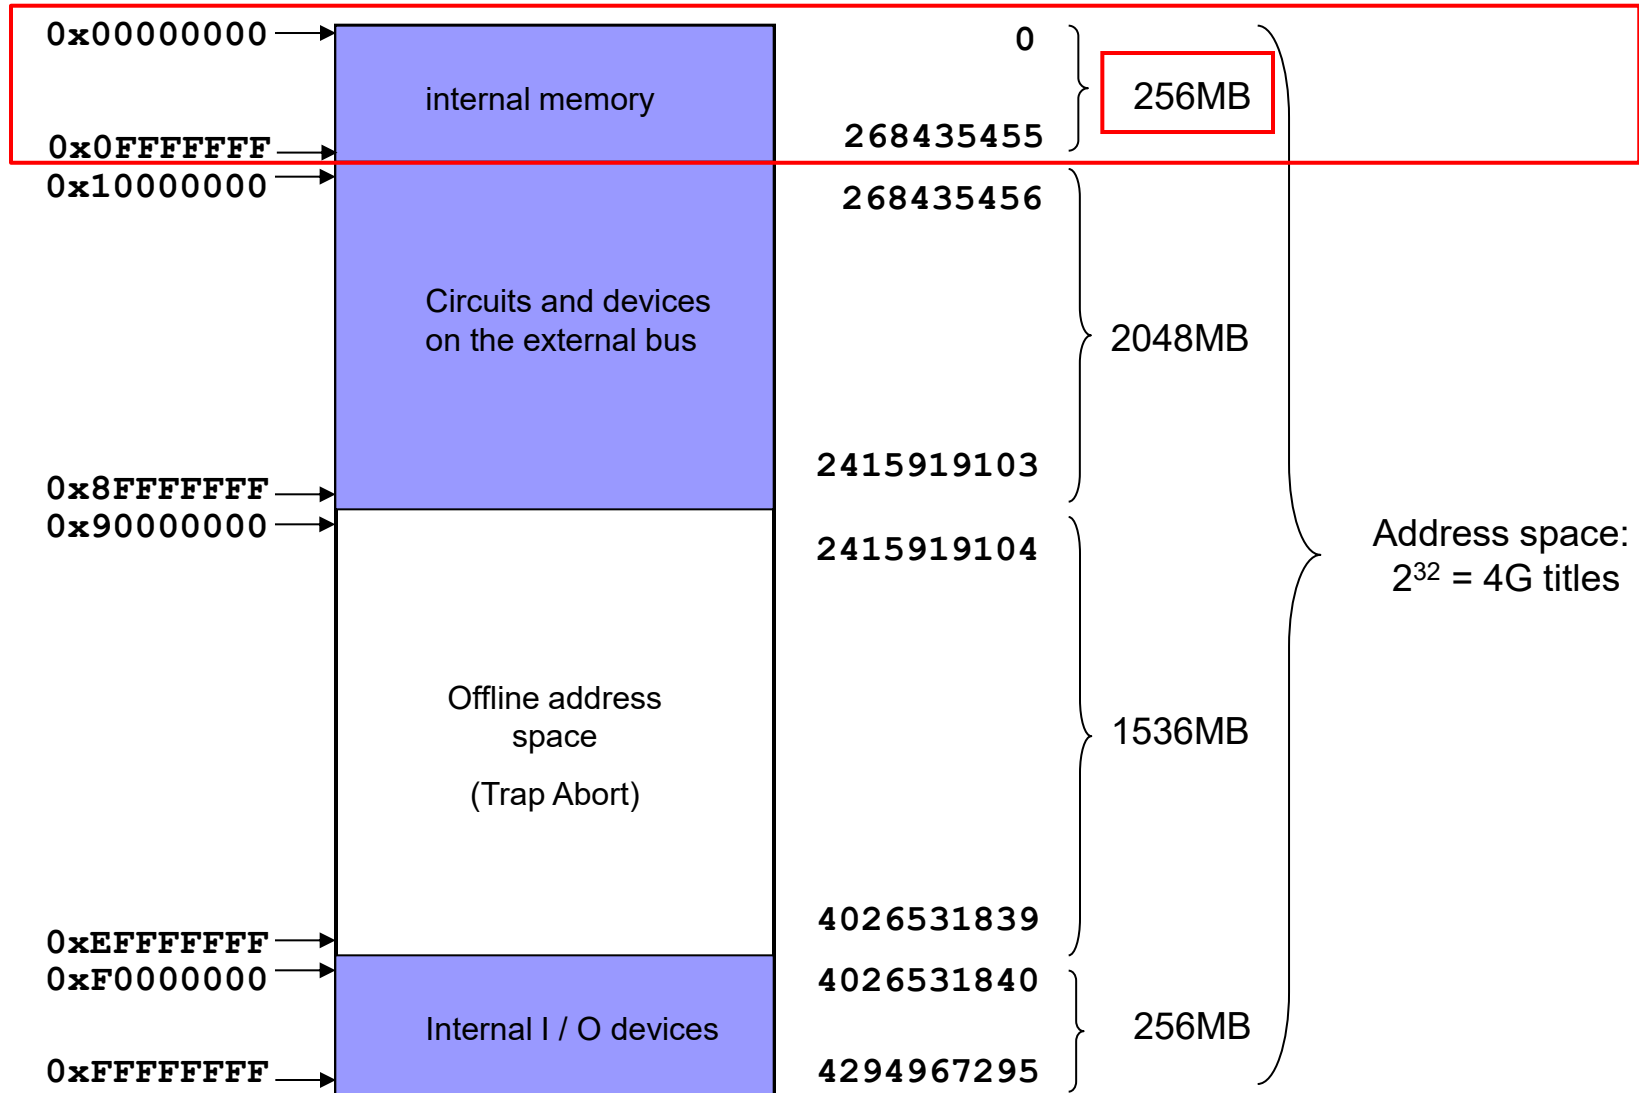 0x00000000
0
internal memory
256MB
0x0FFFFFFF
268435455
0x10000000
268435456
Circuits and devices
on the external bus
2048MB
0x8FFFFFFF
2415919103
0x90000000
2415919104
Address space:
2³² = 4G titles
Offline address
space
(Trap Abort)
1536MB
0xEFFFFFFF
4026531839
0xF0000000
4026531840
Internal I / O devices
256MB
0xFFFFFFFF
4294967295